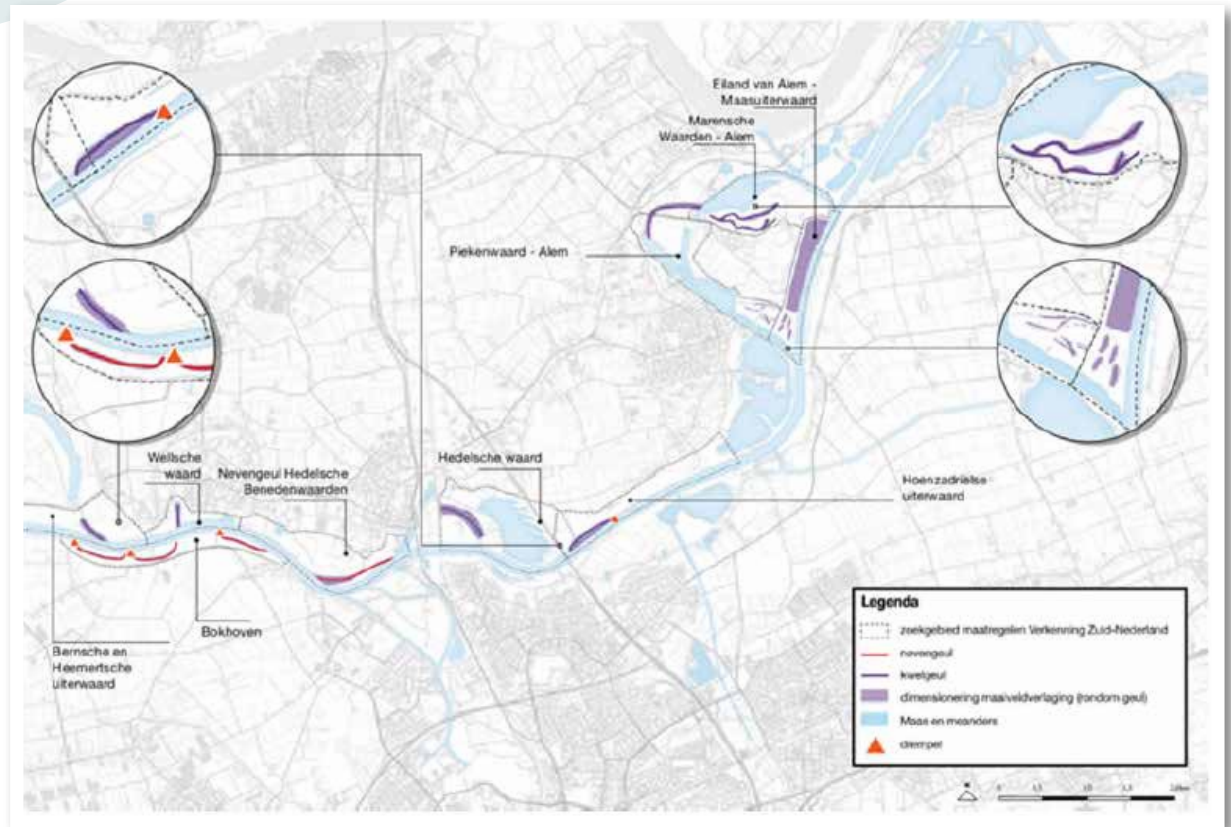 Eiland van Alem -
Maasuiterwaard
Marensche
Waarden - Alem
Piekenwaard - Alem
Wellsche
waard
Nevengeul Hedelsche
Benedenwaarden
Hedelsche waard
Hoenzadrielse
uiterwaard
Bokhoven
Bernsche en
Heemertsche
uiterwaard
Legenda
zoekgebied maatregelen Verkenning Zuid-Nederland
nevengeul
kwelgeul
dimensionering maaiveldverlaging (rondom geul)
Maas en meanders
drempel